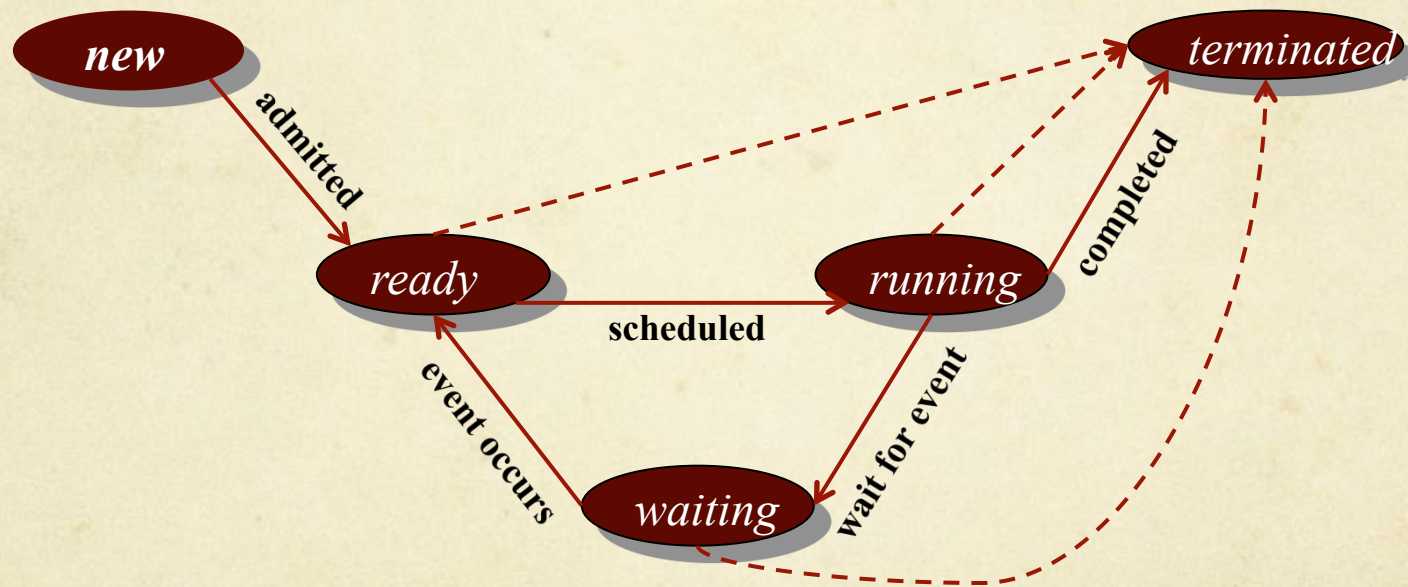 new
terminated
admitted
completed
ready
running
scheduled
event occurs
wait for event
waiting